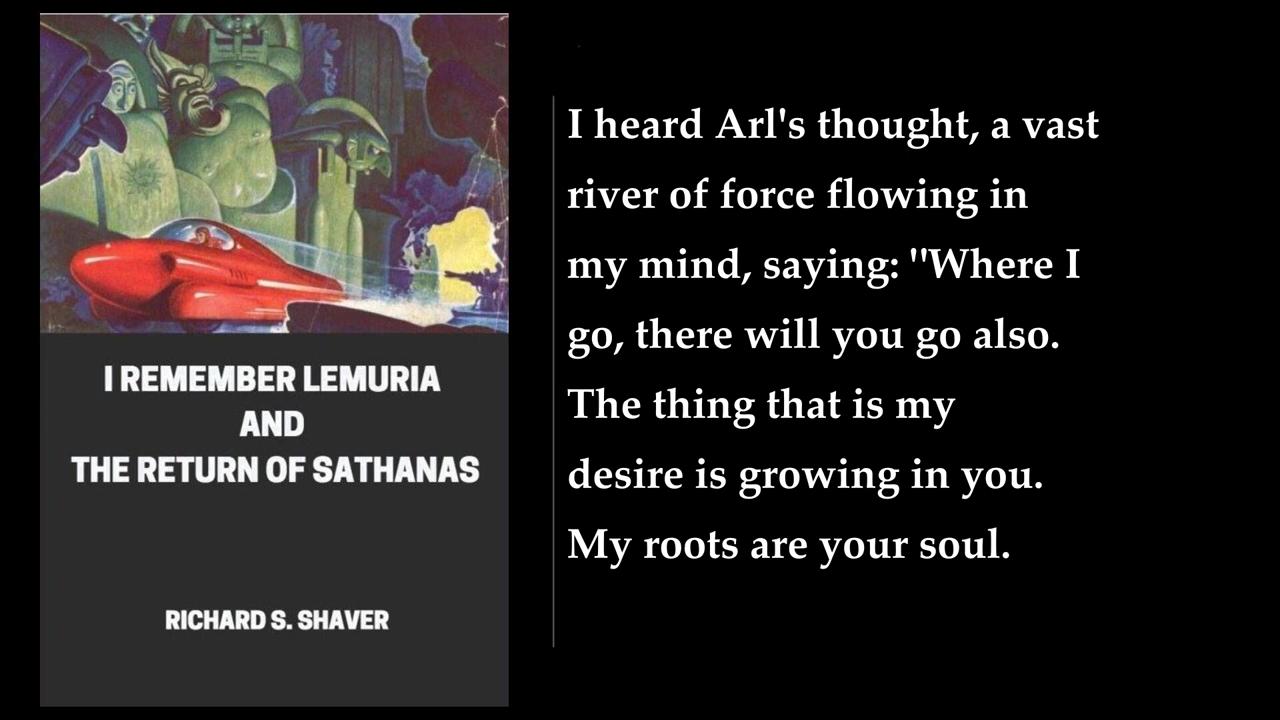 I REMEMBER LEMURIA
AND
THE RETURN OF SATHANAS
RICHARD S. SHAVER
I heard Arl's thought, a vast
river of force flowing in
my mind, saying: "Where I
go, there will you go also.
The thing that is my
desire is growing in you.
My roots are your soul.